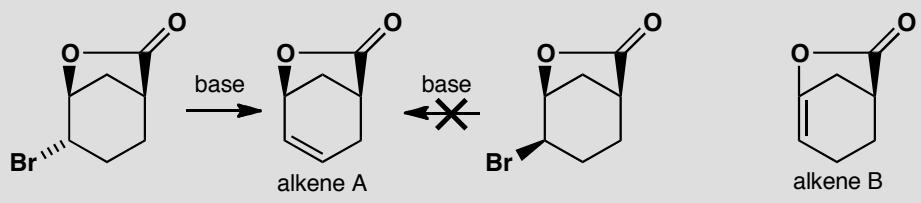 O O O O O O O O
base base
Br Br
alkene A alkene B